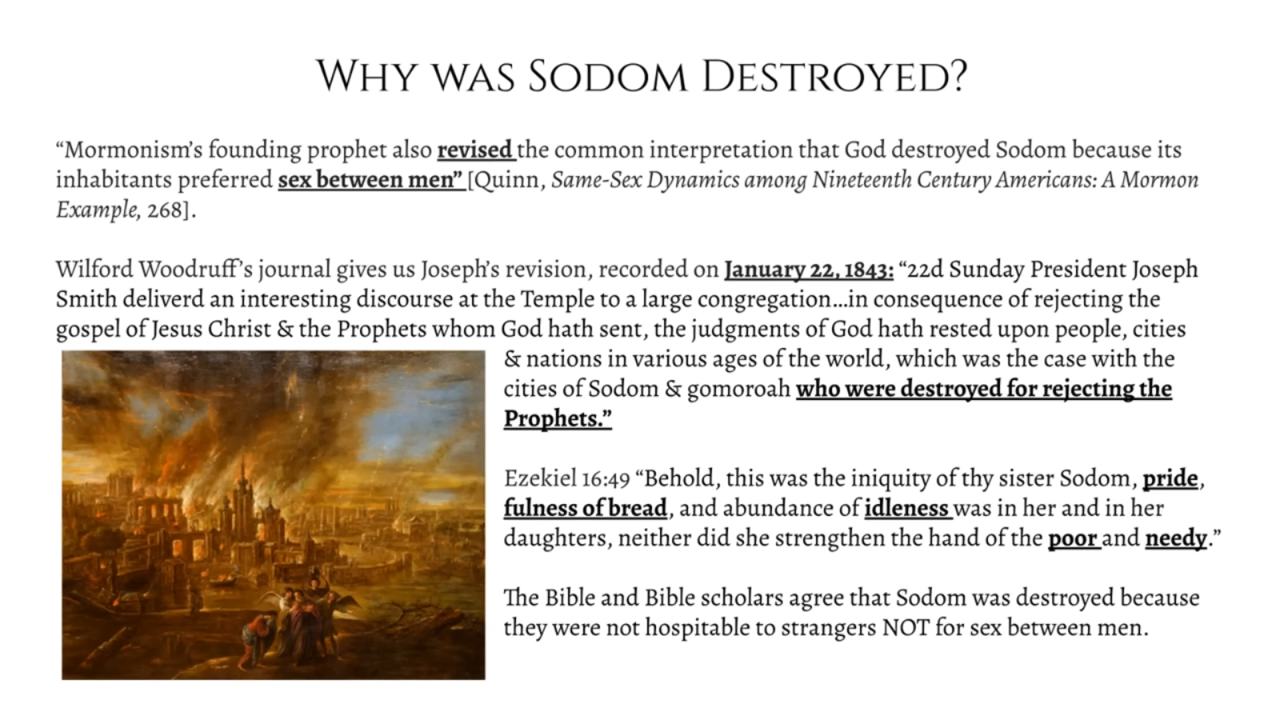 Why was Sodom Destroyed?
“Mormonism’s founding prophet also revised the common interpretation that God destroyed Sodom because its
inhabitants preferred sex between men” [Quinn, Same-Sex Dynamics among Nineteenth Century Americans: A Mormon
Example, 268].
Wilford Woodruff’s journal gives us Joseph’s revision, recorded on January 22, 1843: “22d Sunday President Joseph
Smith deliverd an interesting discourse at the Temple to a large congregation...in consequence of rejecting the
gospel of Jesus Christ & the Prophets whom God hath sent, the judgments of God hath rested upon people, cities
& nations in various ages of the world, which was the case with the
cities of Sodom & gomoroah who were destroyed for rejecting the
Prophets.”
Ezekiel 16:49 “Behold, this was the iniquity of thy sister Sodom, pride,
fulness of bread, and abundance of idleness was in her and in her
daughters, neither did she strengthen the hand of the poor and needy.”
The Bible and Bible scholars agree that Sodom was destroyed because
they were not hospitable to strangers NOT for sex between men.